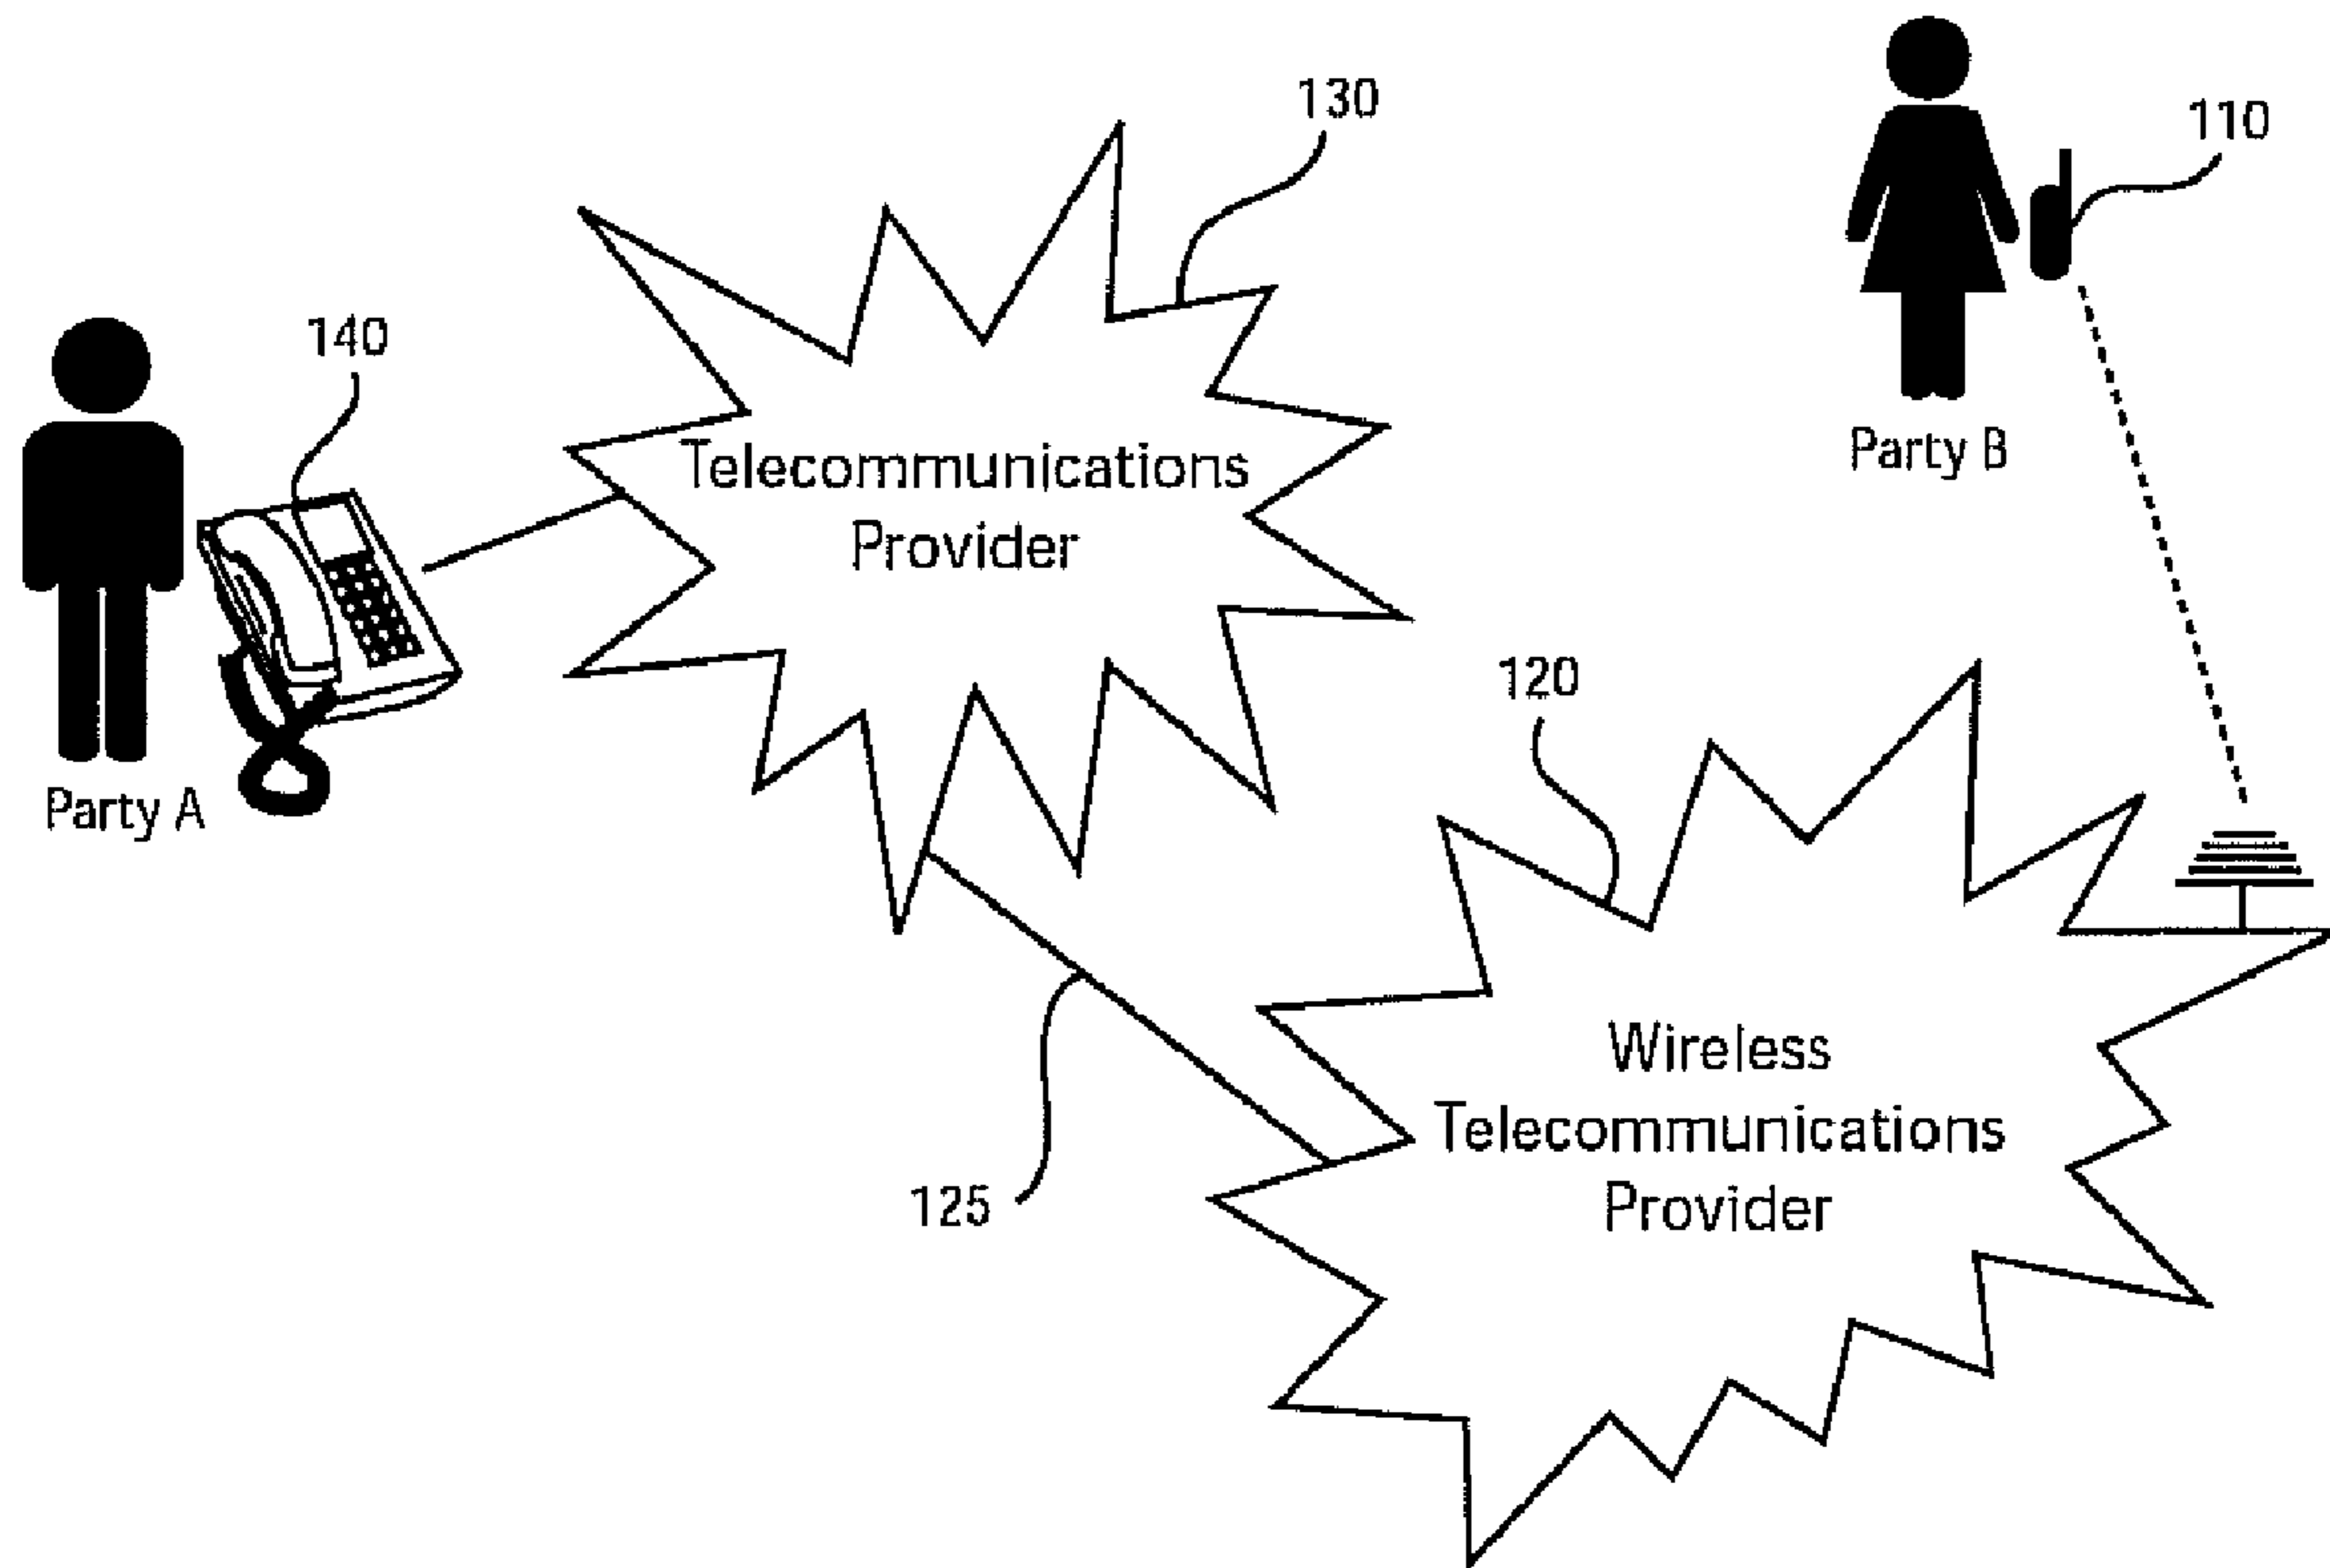 130
110
140
Party B
Telecommunications
Provider
120
Party A
Wireless
Telecommunications
Provider
125